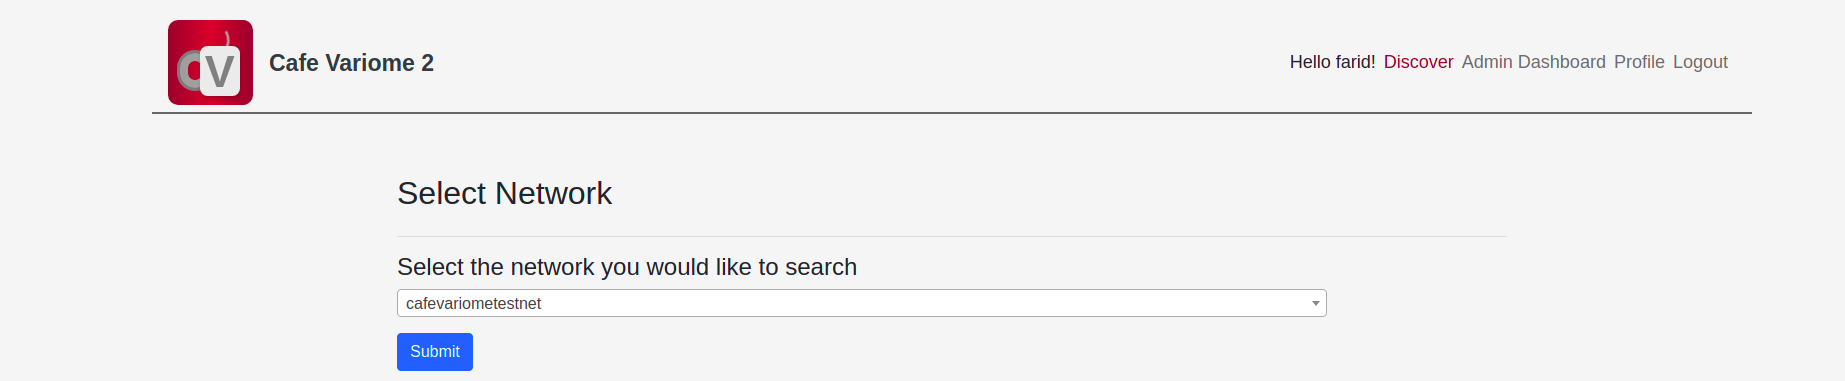 CV
Cafe Variome 2
Hello farid! Discover Admin Dashboard Profile Logout
Select Network
Select the network you would like to search
cafevariometestnet
Submit